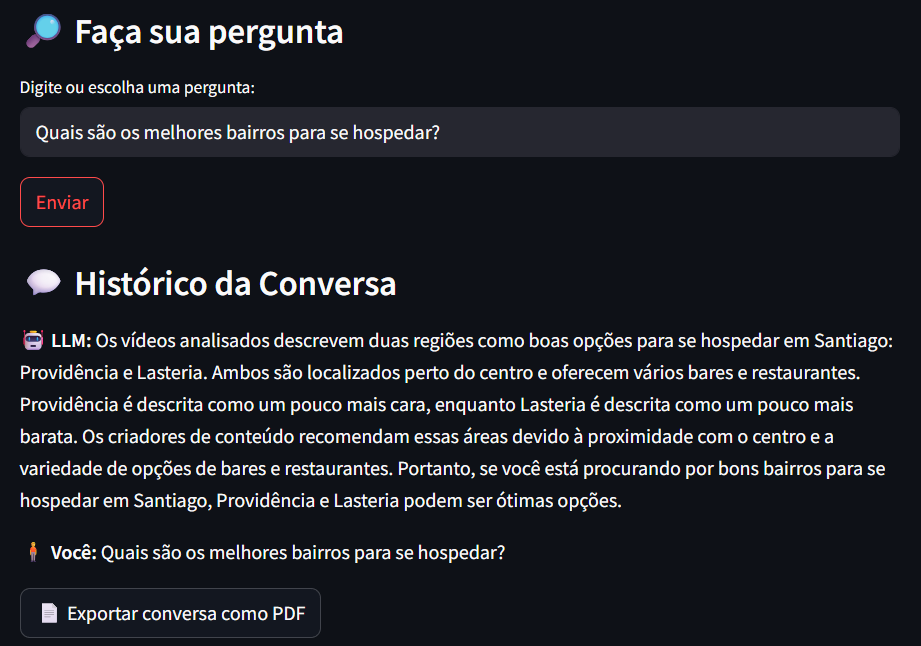 Faça sua pergunta
Digite ou escolha uma pergunta:
Quais são os melhores bairros para se hospedar?
Enviar
Histórico da Conversa
LLM: Os vídeos analisados descrevem duas regiões como boas opções para se hospedar em Santiago:
Providência e Lasteria. Ambos são localizados perto do centro e oferecem vários bares e restaurantes.
Providência é descrita como um pouco mais cara, enquanto Lasteria é descrita como um pouco mais
barata. Os criadores de conteúdo recomendam essas áreas devido à proximidade com o centro e a
variedade de opções de bares e restaurantes. Portanto, se você está procurando por bons bairros para se
hospedar em Santiago, Providência e Lasteria podem ser ótimas opções.
Você: Quais são os melhores bairros para se hospedar?
Exportar conversa como PDF